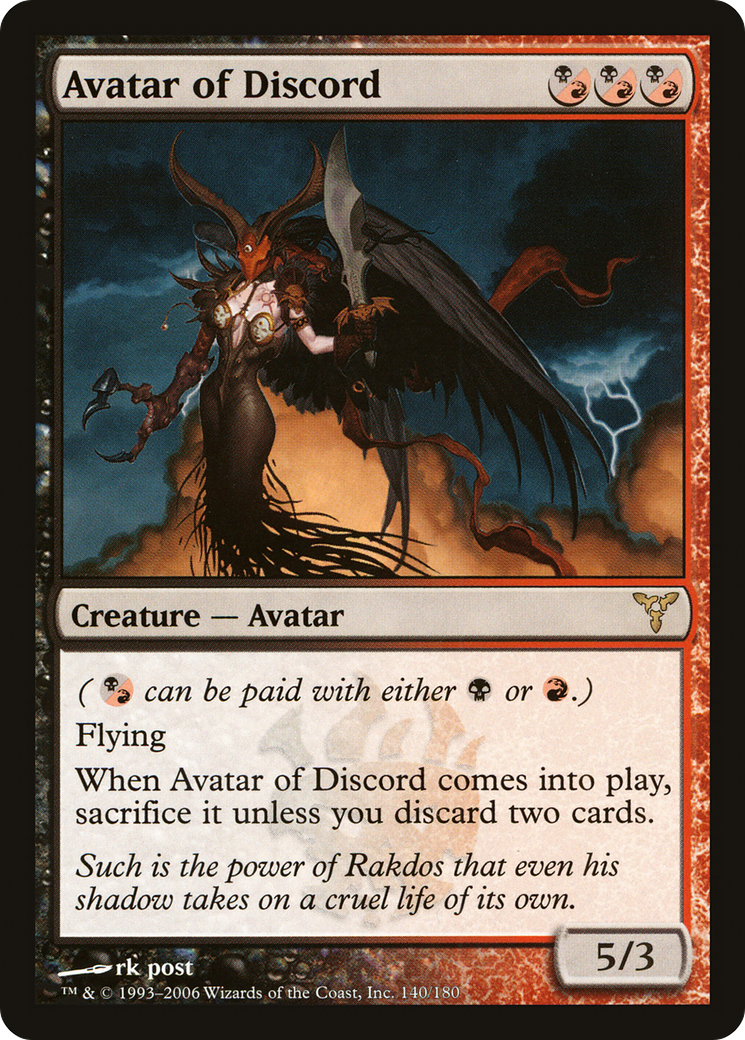 Avatar of Discord
Creature — Avatar
( can be paid with either or .)
Flying
When Avatar of Discord comes into play,
sacrifice it unless you discard two cards.
Such is the power of Rakdos that even his
shadow takes on a cruel life of its own.
5/3
rk post
™ & © 1993–2006 Wizards of the Coast, Inc. 140/180